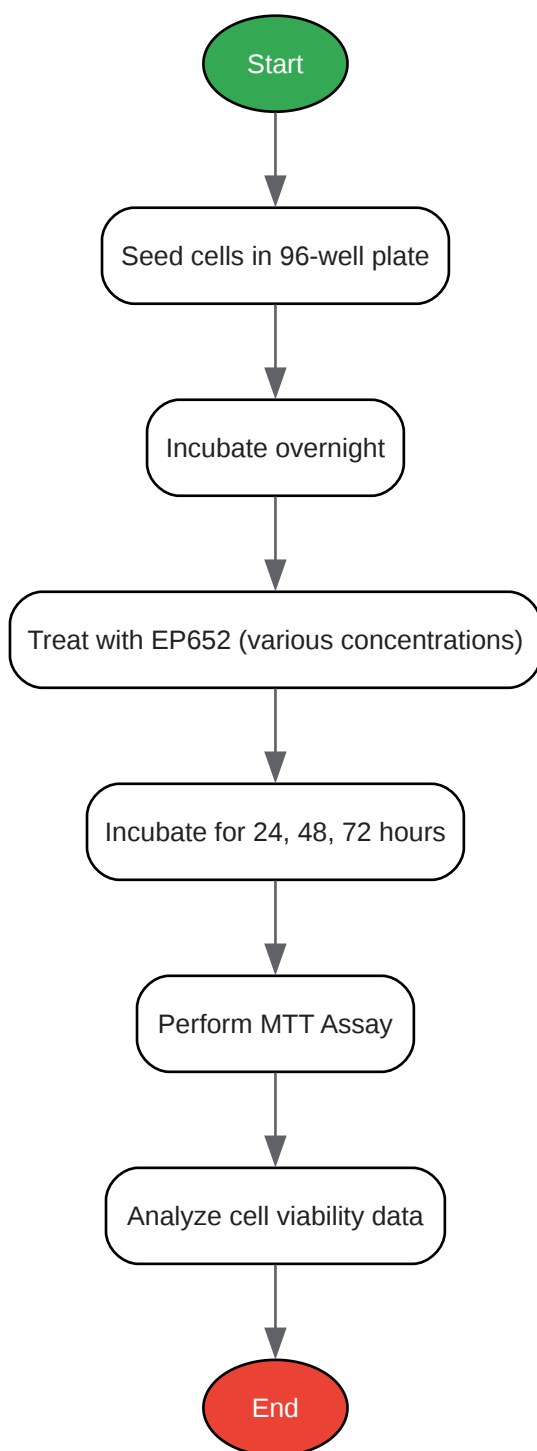 Start
Seed cells in 96-well plate
Incubate overnight
Treat with EP652 (various concentrations)
Incubate for 24, 48, 72 hours
Perform MTT Assay
Analyze cell viability data
End